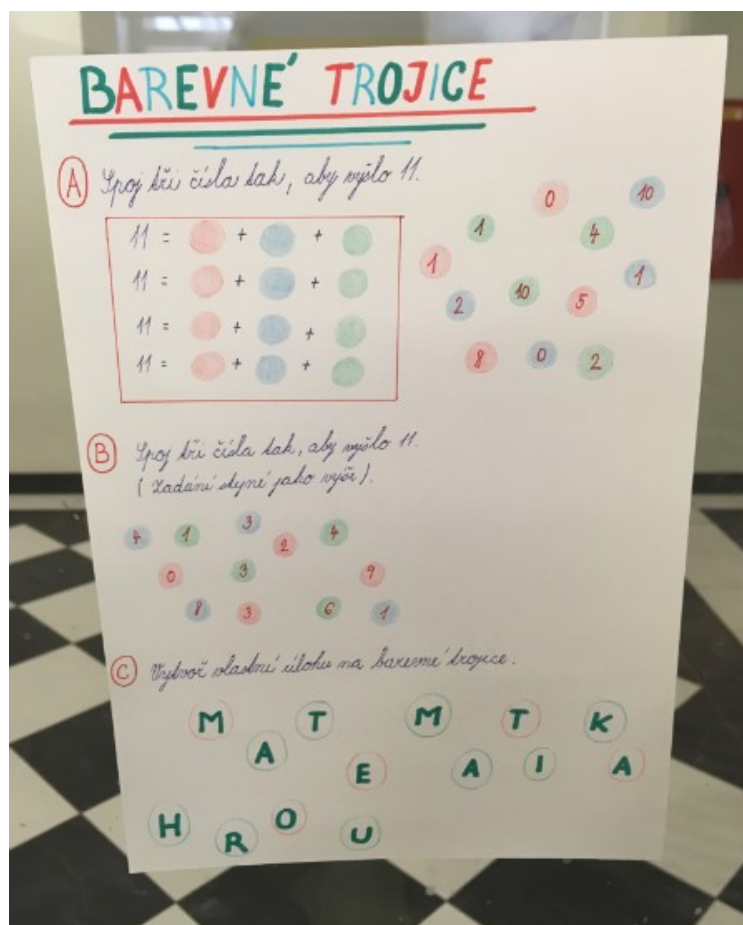 BAREVNÉ TROJICE
A Spoj tři čísla tak, aby vyšlo 11.
11 = + +
11 = + +
11 = + +
11 = + +
0 10
1 4
1 1
2 10 5
8 0 2
B Spoj tři čísla tak, aby vyšlo 11.
(Zadání stejné jako výše).
4 1 3 2 4
0 3 9
8 3 6 1
C Vytvoř vlastní úlohu na barevné trojice.
M T M T K
A E A I A
H R O U